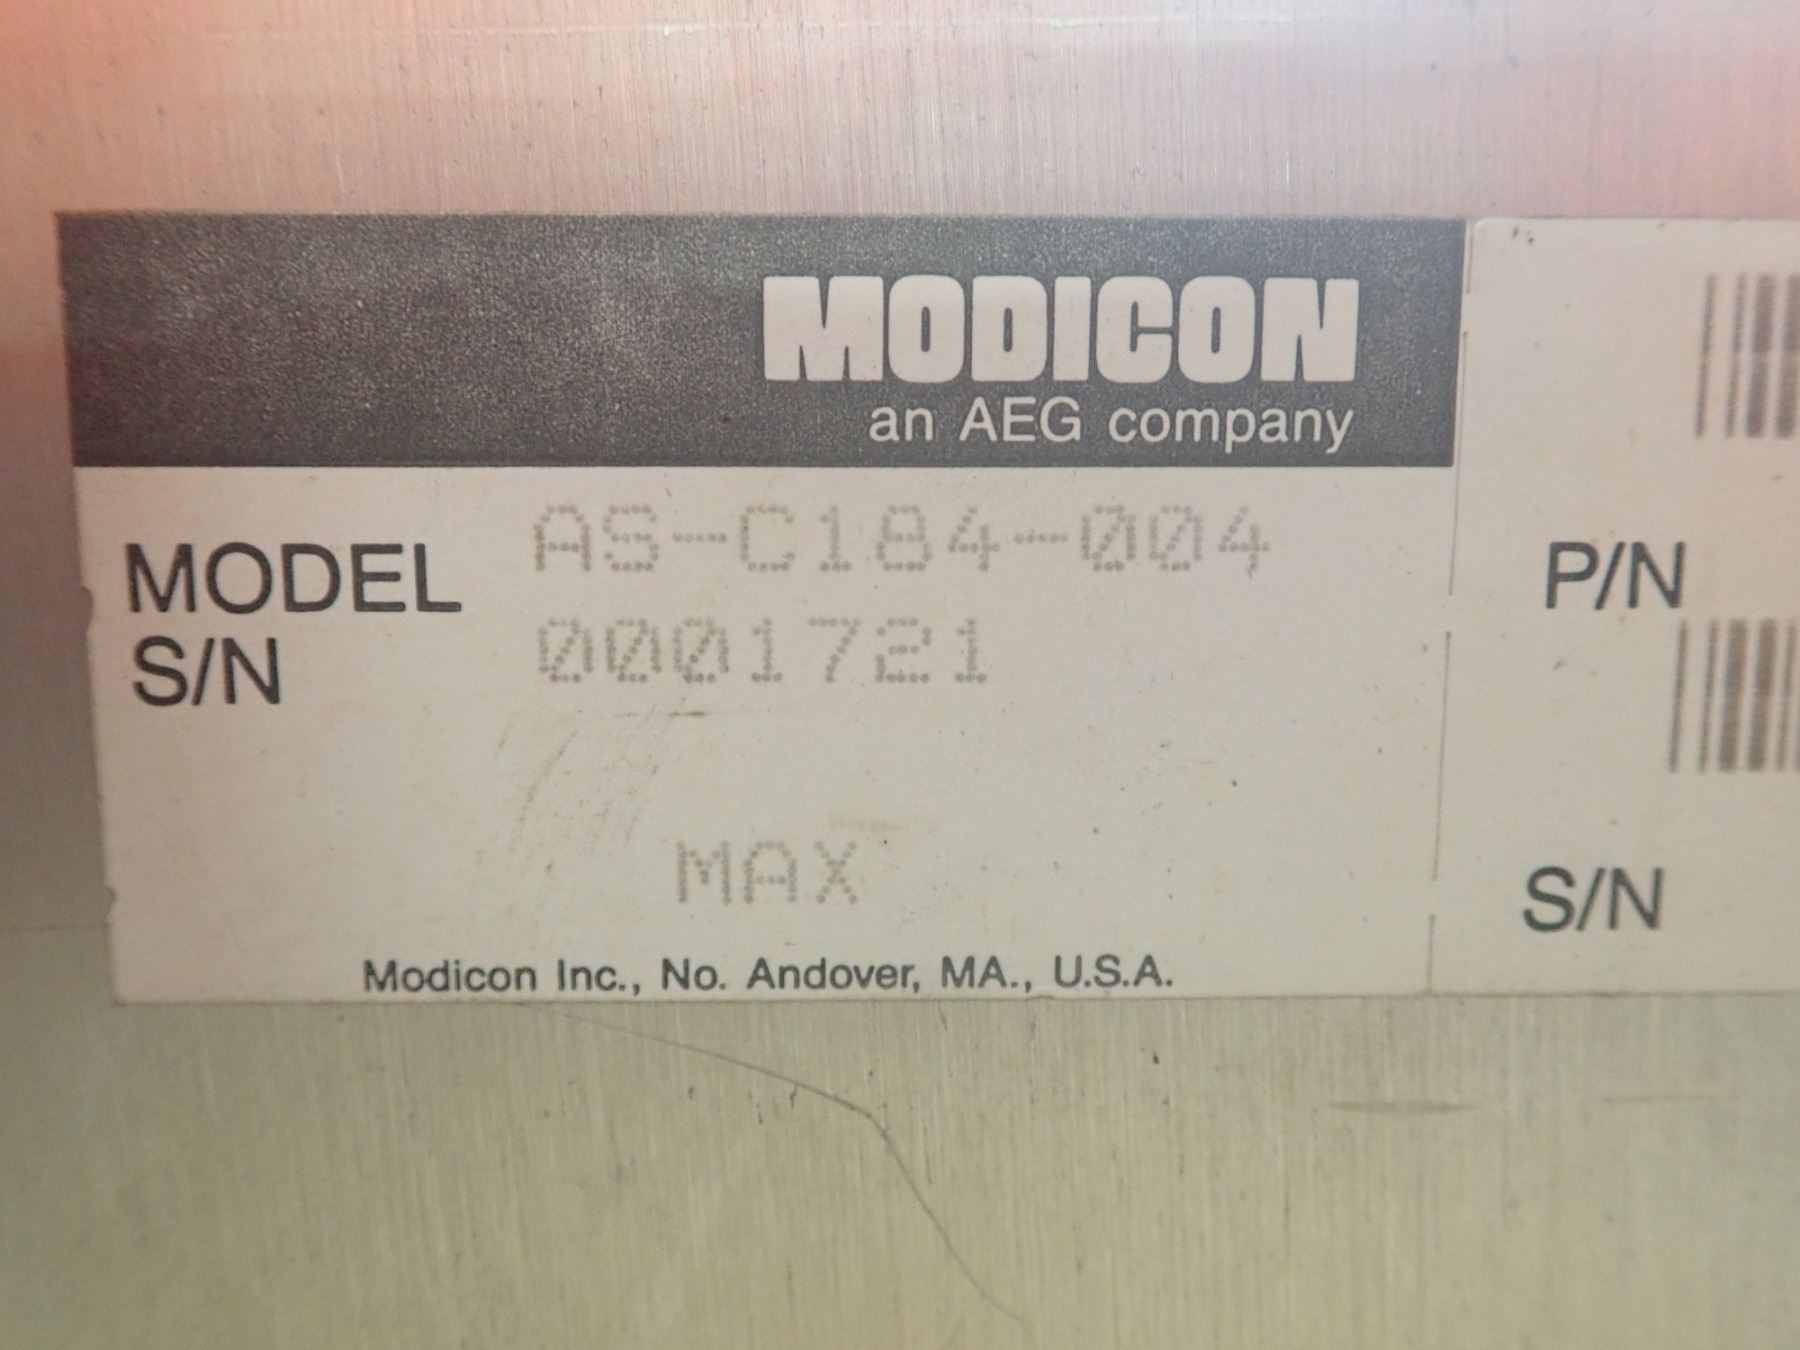 MODICON
an AEG company
MODEL AS-C184-004
S/N 0001721
MAX
Modicon Inc., No. Andover, MA., U.S.A.
P/N
S/N